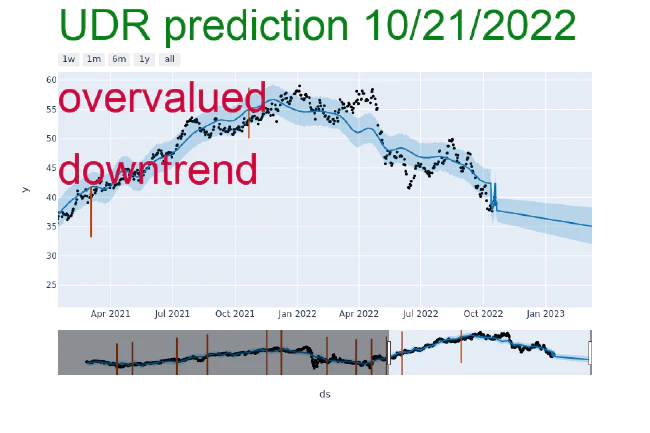 UDR prediction 10/21/2022
1w 1m 6m 1y all
60
overvalued
55
50
downtrend
45
y
40
35
30
25
Apr 2021 Jul 2021 Oct 2021 Jan 2022 Apr 2022 Jul 2022 Oct 2022 Jan 2023
ds